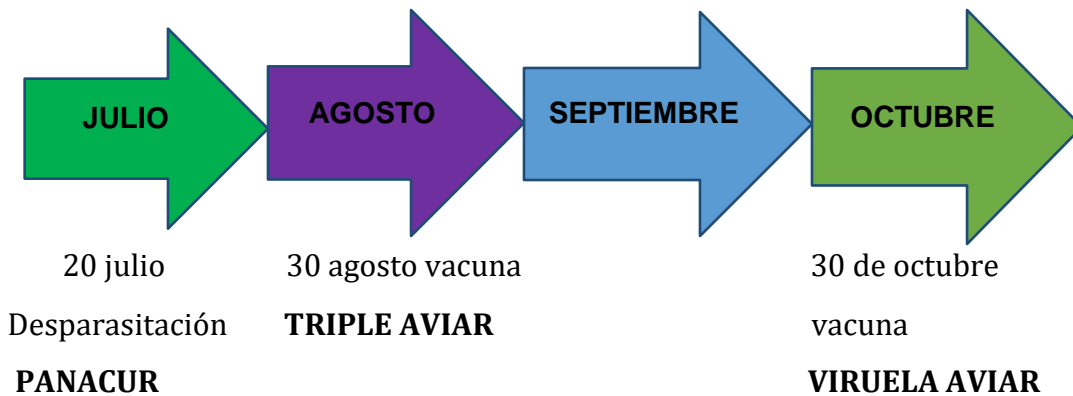 JULIO
AGOSTO
SEPTIEMBRE
OCTUBRE
20 julio
Desparasitación
PANACUR
30 agosto vacuna
TRIPLE AVIAR
30 de octubre
vacuna
VIRUELA AVIAR